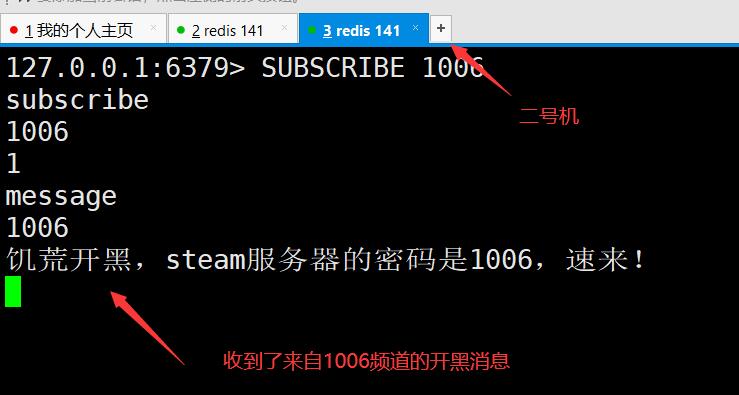 1 我的个人主页 × 2 redis 141 × 3 redis 141 × +
127.0.0.1:6379> SUBSCRIBE 1006
二号机
subscribe
1006
1
message
1006
饥荒开黑，steam服务器的密码是1006，速来！
收到了来自1006频道的开黑消息